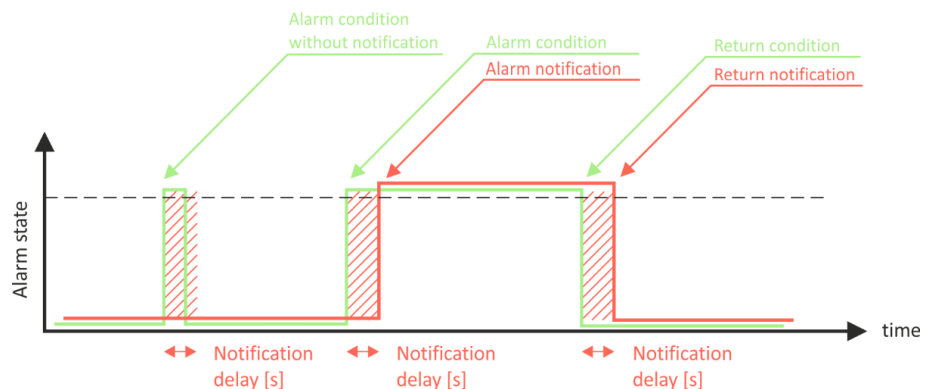 Alarm condition
without notification
Alarm condition
Alarm notification
Return condition
Return notification
Alarm state
time
Notification
delay [s]
Notification
delay [s]
Notification
delay [s]